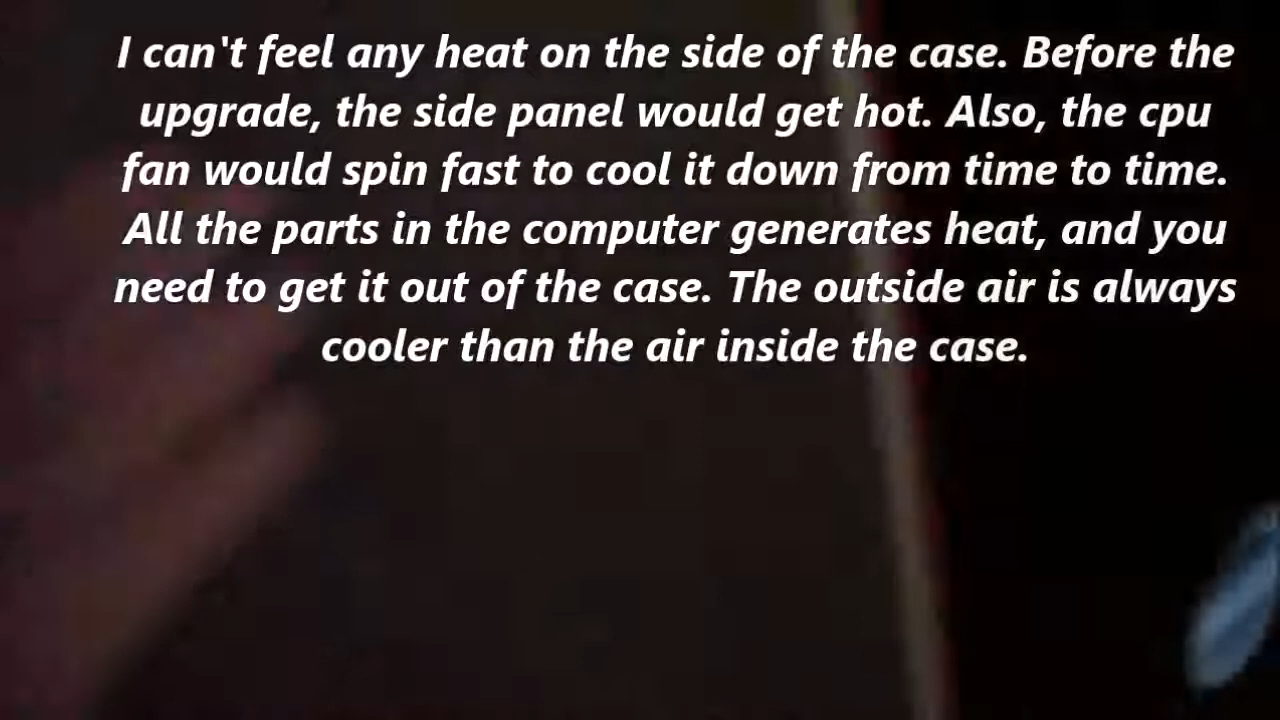 I can't feel any heat on the side of the case. Before the
upgrade, the side panel would get hot. Also, the cpu
fan would spin fast to cool it down from time to time.
All the parts in the computer generates heat, and you
need to get it out of the case. The outside air is always
cooler than the air inside the case.